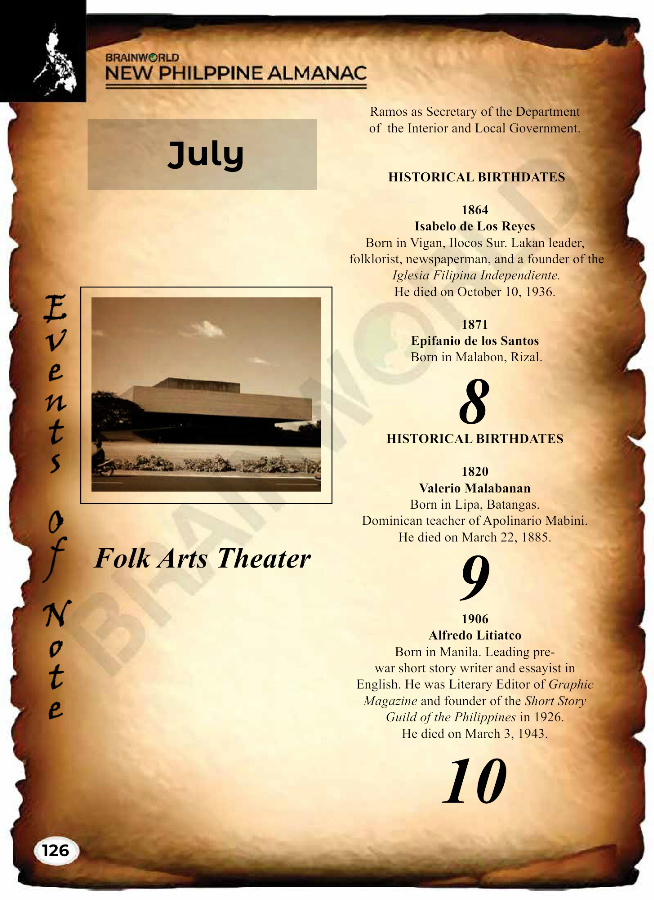 BRAINWORLD
NEW PHILPPINE ALMANAC
July
Events of Note
Folk Arts Theater
Ramos as Secretary of the Department
of the Interior and Local Government.
HISTORICAL BIRTHDATES
1864
Isabelo de Los Reyes
Born in Vigan, Ilocos Sur. Lakan leader,
folklorist, newspaperman, and a founder of the
Iglesia Filipina Independiente.
He died on October 10, 1936.
1871
Epifanio de los Santos
Born in Malabon, Rizal.
8
HISTORICAL BIRTHDATES
1820
Valerio Malabanan
Born in Lipa, Batangas.
Dominican teacher of Apolinario Mabini.
He died on March 22, 1885.
9
1906
Alfredo Litiatco
Born in Manila. Leading pre-
war short story writer and essayist in
English. He was Literary Editor of Graphic
Magazine and founder of the Short Story
Guild of the Philippines in 1926.
He died on March 3, 1943.
10
126
BRAINWORLD